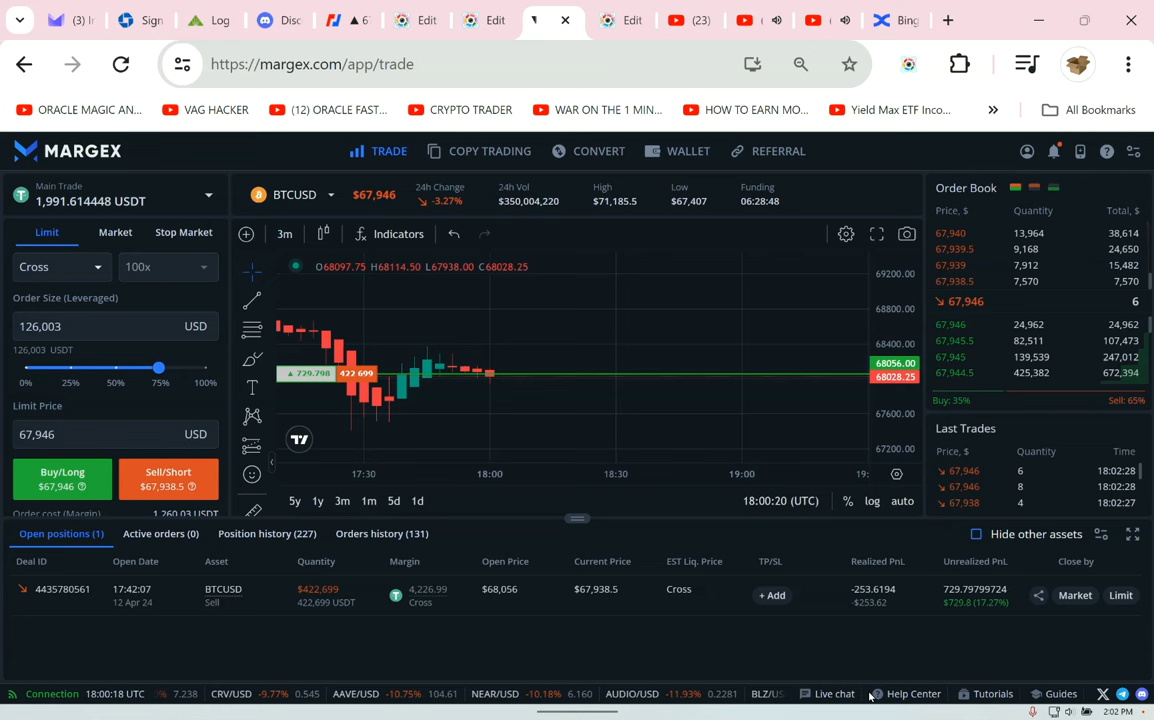 (3) I
Sign
Log
Disc
▲ 6
Edit
Edit
Edit
(23)
(
(
Bing
https://margex.com/app/trade
ORACLE MAGIC AN...
VAG HACKER
(12) ORACLE FAST...
CRYPTO TRADER
WAR ON THE 1 MIN...
HOW TO EARN MO...
Yield Max ETF Inco...
»
All Bookmarks
MARGEX
TRADE
COPY TRADING
CONVERT
WALLET
REFERRAL
Main Trade
1,991.614448 USDT
BTCUSD
$67,946
24h Change
↘ -3.27%
24h Vol
$350,004,220
High
$71,185.5
Low
$67,407
Funding
06:28:48
Limit
Market
Stop Market
Cross
100x
Order Size (Leveraged)
126,003 USD
126,003 USDT
0% 25% 50% 75% 100%
Limit Price
67,946 USD
Buy/Long
$67,946
Sell/Short
$67,938.5
Order cost (Margin) 1,260.03 USDT
3m
Indicators
O68097.75 H68114.50 L67938.00 C68028.25
▲ 729.798
422 699
69200.00
68800.00
68400.00
68056.00
68028.25
67600.00
67200.00
17:30 18:00 18:30 19:00 19:
5y 1y 3m 1m 5d 1d
18:00:20 (UTC) % log auto
Order Book
Price, $ Quantity Total, $
67,940 13,964 38,614
67,939.5 9,168 24,650
67,939 7,912 15,482
67,938.5 7,570 7,570
↘ 67,946 6
67,946 24,962 24,962
67,945.5 82,511 107,473
67,945 139,539 247,012
67,944.5 425,382 672,394
Buy: 35% Sell: 65%
Last Trades
Price, $ Quantity Time
↘ 67,946 6 18:02:28
↘ 67,946 8 18:02:28
↘ 67,938 4 18:02:27
Open positions (1)
Active orders (0)
Position history (227)
Orders history (131)
Hide other assets
Deal ID Open Date Asset Quantity Margin Open Price Current Price EST Liq. Price TP/SL Realized PnL Unrealized PnL Close by
↘ 4435780561 17:42:07 BTCUSD $422,699 4,226.99 $68,056 $67,938.5 Cross + Add -253.6194 729.79799724 Market Limit
12 Apr 24 Sell 422,699 USDT Cross -$253.62 $729.8 (17.27%)
Connection 18:00:18 UTC % 7.238 CRV/USD -9.77% 0.545 AAVE/USD -10.75% 104.61 NEAR/USD -10.18% 6.160 AUDIO/USD -11.93% 0.2281 BLZ/US
Live chat
Help Center
Tutorials
Guides
2:02 PM